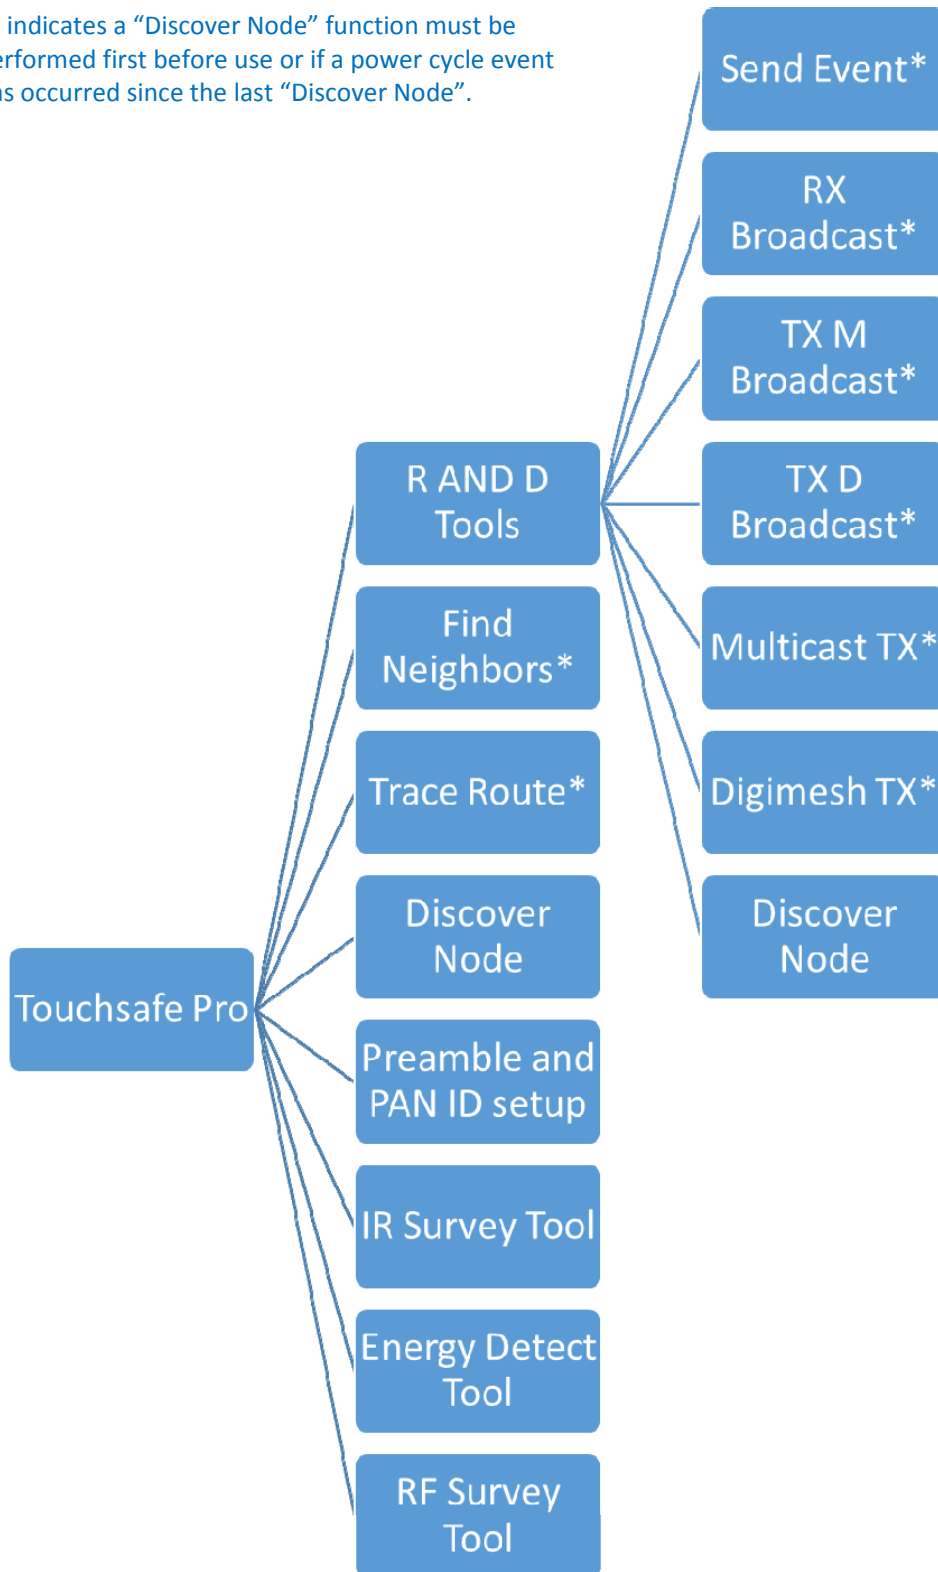 indicates a “Discover Node” function must be
erformed first before use or if a power cycle event
as occurred since the last “Discover Node”.
Send Event*
RX
Broadcast*
TX M
Broadcast*
TX D
Broadcast*
Multicast TX*
Digimesh TX*
Discover
Node
R AND D
Tools
Find
Neighbors*
Trace Route*
Discover
Node
Preamble and
PAN ID setup
IR Survey Tool
Energy Detect
Tool
RF Survey
Tool
Touchsafe Pro